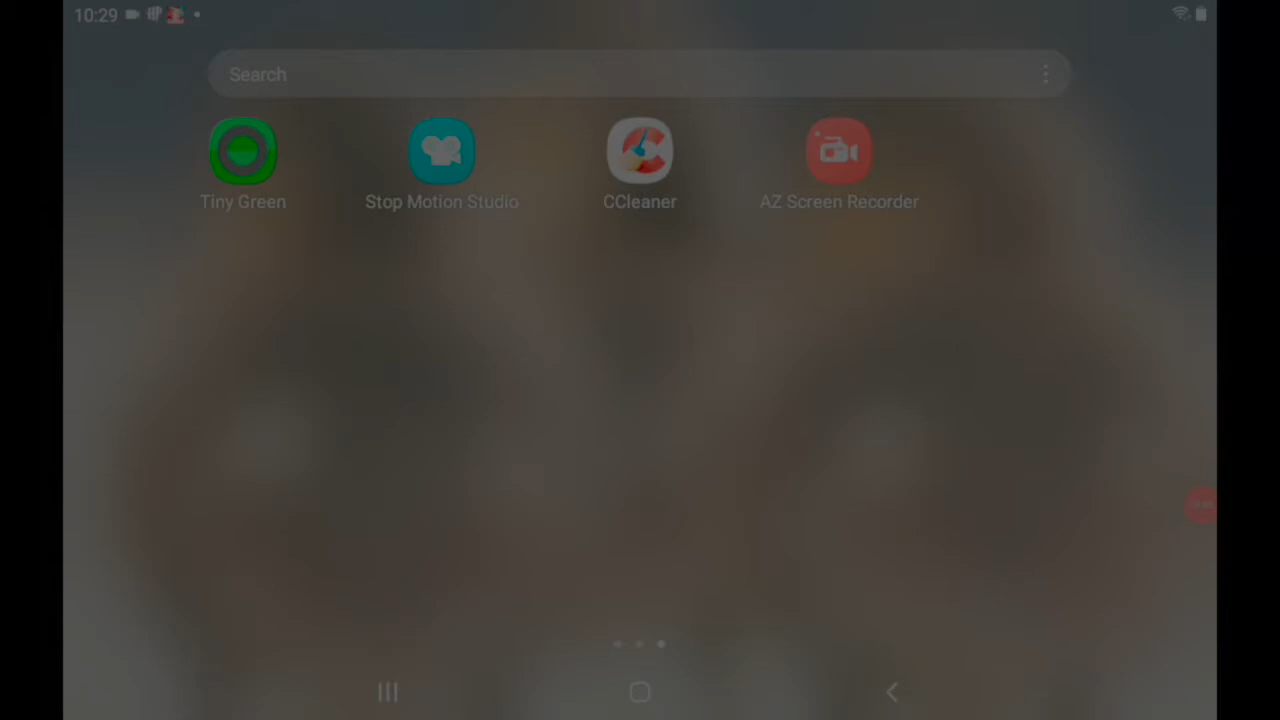 10:29
Search
Tiny Green
Stop Motion Studio
CCleaner
AZ Screen Recorder